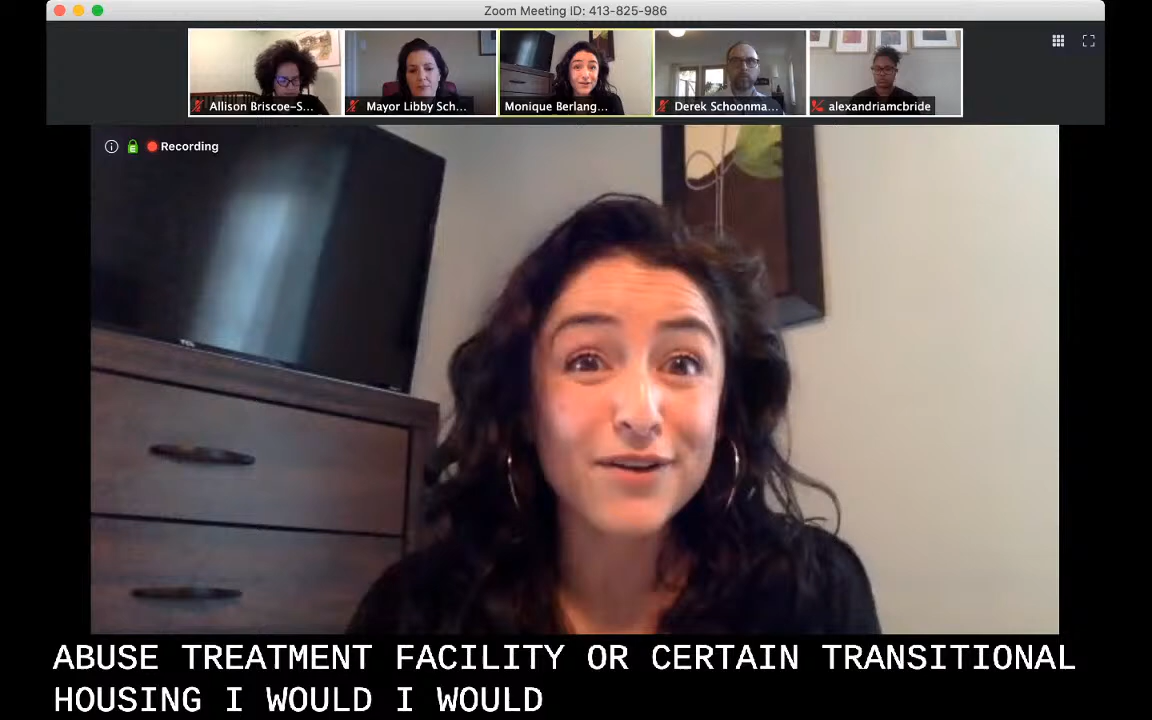 Zoom Meeting ID: 413-825-986
Allison Briscoe-S...
Mayor Libby Sch...
Monique Berlang...
Derek Schoonma...
alexandriamcbride
Recording
TCL
ABUSE TREATMENT FACILITY OR CERTAIN TRANSITIONAL
HOUSING I WOULD I WOULD